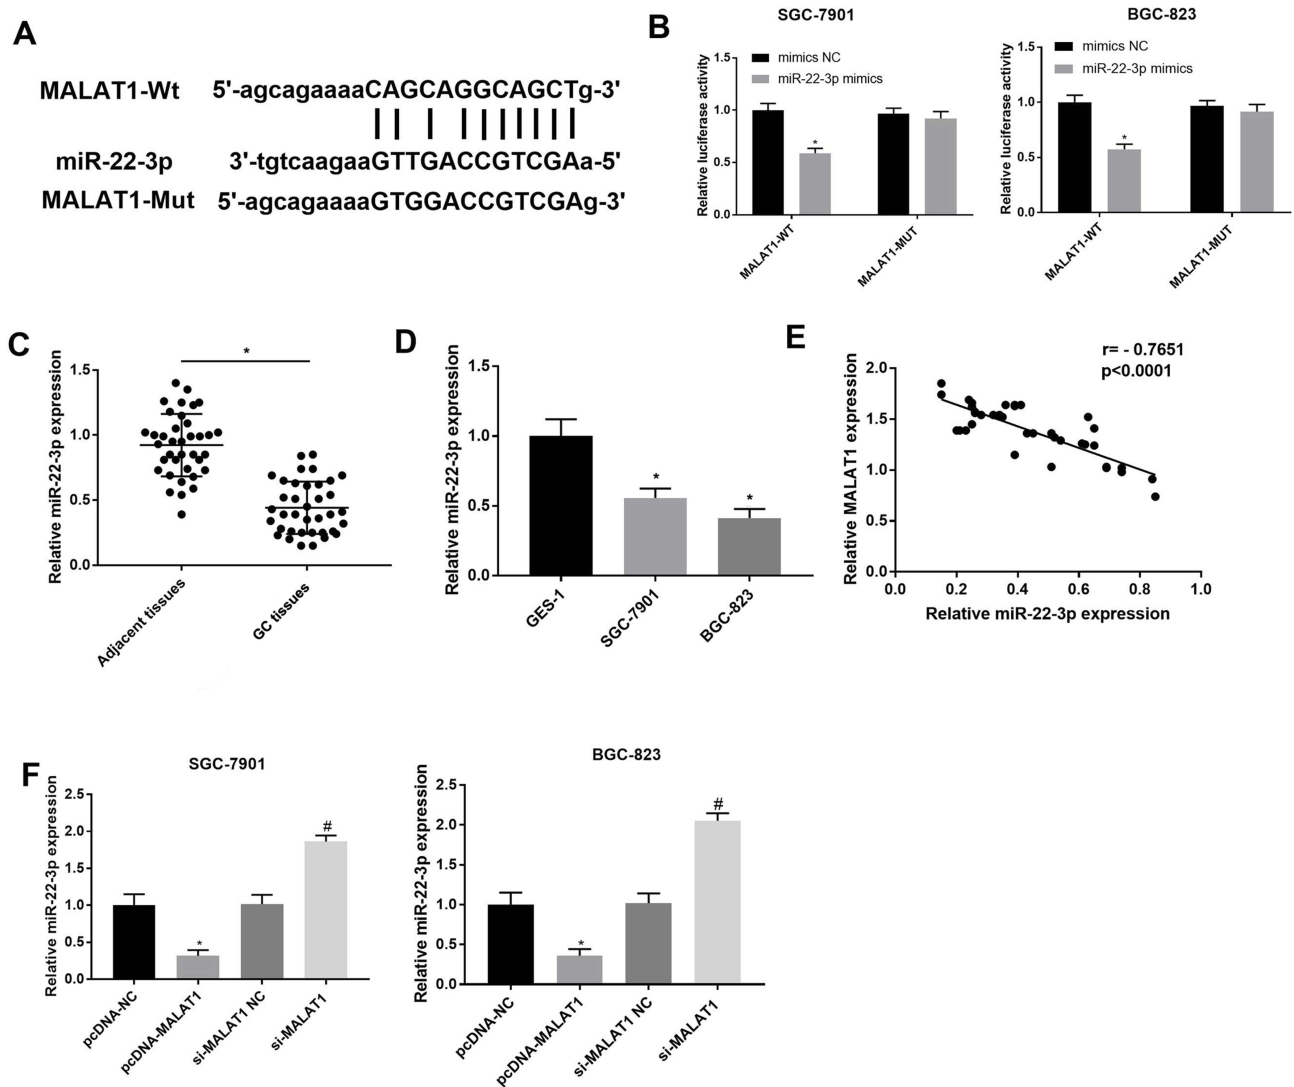 A
MALAT1-Wt 5'-agcagaaaaCAGCAGGCAGCTg-3'
miR-22-3p 3'-tgtcaagaaGTTGACCGTCGAa-5'
MALAT1-Mut 5'-agcagaaaaGTGGACCGTCGAg-3'
B
SGC-7901
mimics NC
miR-22-3p mimics
Relative luciferase activity
1.5
1.0
0.5
0.0
*
MALAT1-WT
MALAT1-MUT
BGC-823
mimics NC
miR-22-3p mimics
Relative luciferase activity
1.5
1.0
0.5
0.0
*
MALAT1-WT
MALAT1-MUT
C
Relative miR-22-3p expression
1.5
1.0
0.5
0.0
*
Adjacent tissues
GC tissues
D
Relative miR-22-3p expression
1.5
1.0
0.5
0.0
*
*
GES-1
SGC-7901
BGC-823
E
r= - 0.7651
p<0.0001
Relative MALAT1 expression
2.0
1.5
1.0
0.5
0.0
0.0 0.2 0.4 0.6 0.8 1.0
Relative miR-22-3p expression
F
SGC-7901
Relative miR-22-3p expression
2.5
2.0
1.5
1.0
0.5
0.0
*
#
pcDNA-NC
pcDNA-MALAT1
si-MALAT1 NC
si-MALAT1
BGC-823
Relative miR-22-3p expression
2.5
2.0
1.5
1.0
0.5
0.0
*
#
pcDNA-NC
pcDNA-MALAT1
si-MALAT1 NC
si-MALAT1